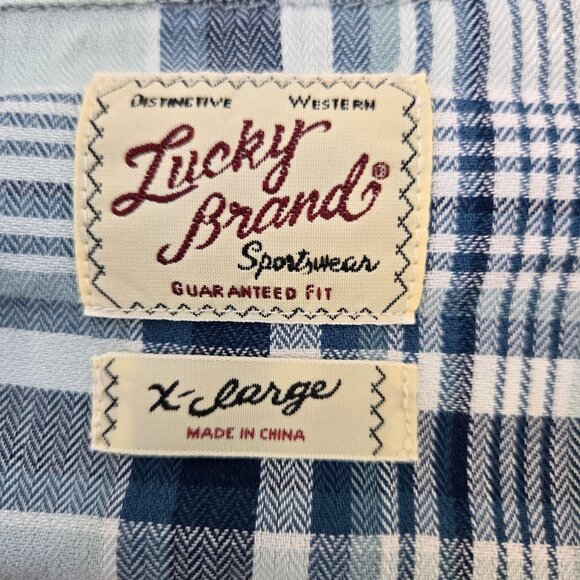 DISTINCTIVE WESTERN
Lucky
Brand®
Sportswear
GUARANTEED FIT
X-Large
MADE IN CHINA